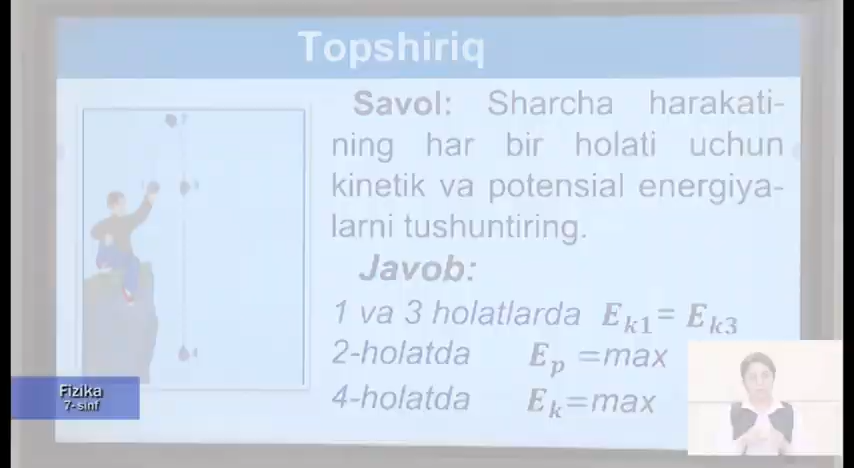 Topshiriq
Savol: Sharcha harakati-
ning har bir holati uchun
kinetik va potensial energiya-
larni tushuntiring.
Javob:
1 va 3 holatlarda E_k1 = E_k3
2-holatda E_p =max
4-holatda E_k=max
Fizika
7- sinf